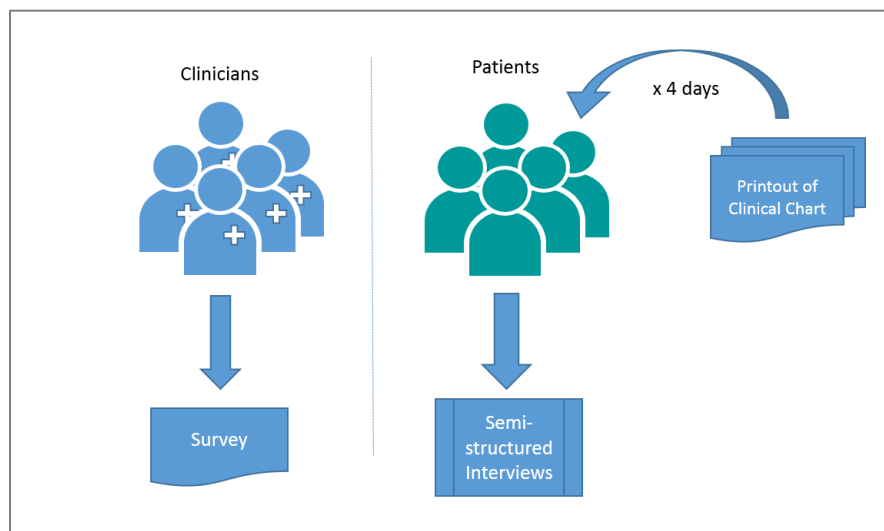 Clinicians
Patients
x 4 days
Printout of
Clinical Chart
Survey
Semi-
structured
Interviews